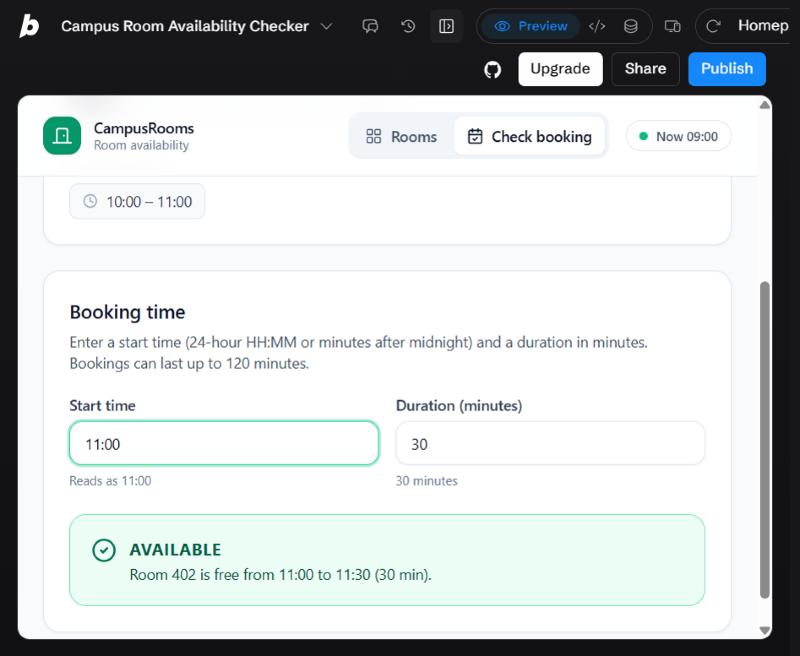 b Campus Room Availability Checker Preview Homep
Upgrade Share Publish
CampusRooms
Room availability
Rooms Check booking Now 09:00
10:00 – 11:00
Booking time
Enter a start time (24-hour HH:MM or minutes after midnight) and a duration in minutes.
Bookings can last up to 120 minutes.
Start time Duration (minutes)
11:00 30
Reads as 11:00 30 minutes
AVAILABLE
Room 402 is free from 11:00 to 11:30 (30 min).